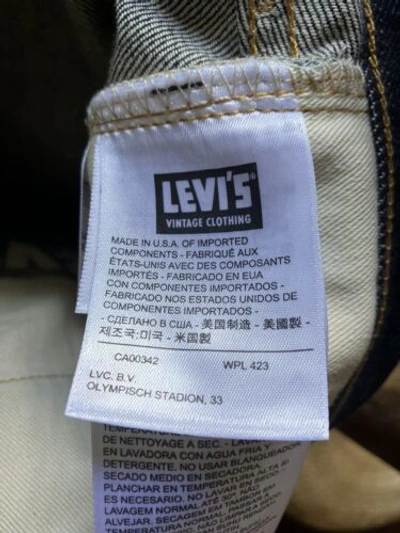 LEVI'S®
VINTAGE CLOTHING
MADE IN U.S.A. OF IMPORTED
COMPONENTS - FABRIQUÉ AUX
ÉTATS-UNIS AVEC DES COMPOSANTS
IMPORTÉS - FABRICADO EN EUA
CON COMPONENTES IMPORTADOS -
FABRICADO NOS ESTADOS UNIDOS DE
COMPONENTES IMPORTADOS -
- СДЕЛАНО В США - 美国制造 - 美國製 -
제조국:미국 - 米国製
CA00342 WPL 423
LVC. B.V.
OLYMPISCH STADION, 33
TEMPERATURE
DE NETTOYAGE A SEC. - LAVAR
EN LAVADORA CON AGUA FRIA Y
DETERGENTE. NO USAR BLANQUEADOR.
SECADO MEDIO EN SECADORA.
PLANCHAR EN TEMPERATURA ALTA SI
ES NECESARIO. NO LAVAR EN SECO -
LAVAGEM NORMAL ATÉ 30°. NÃO
ALVEJAR. SECAGEM EM TAMBOR